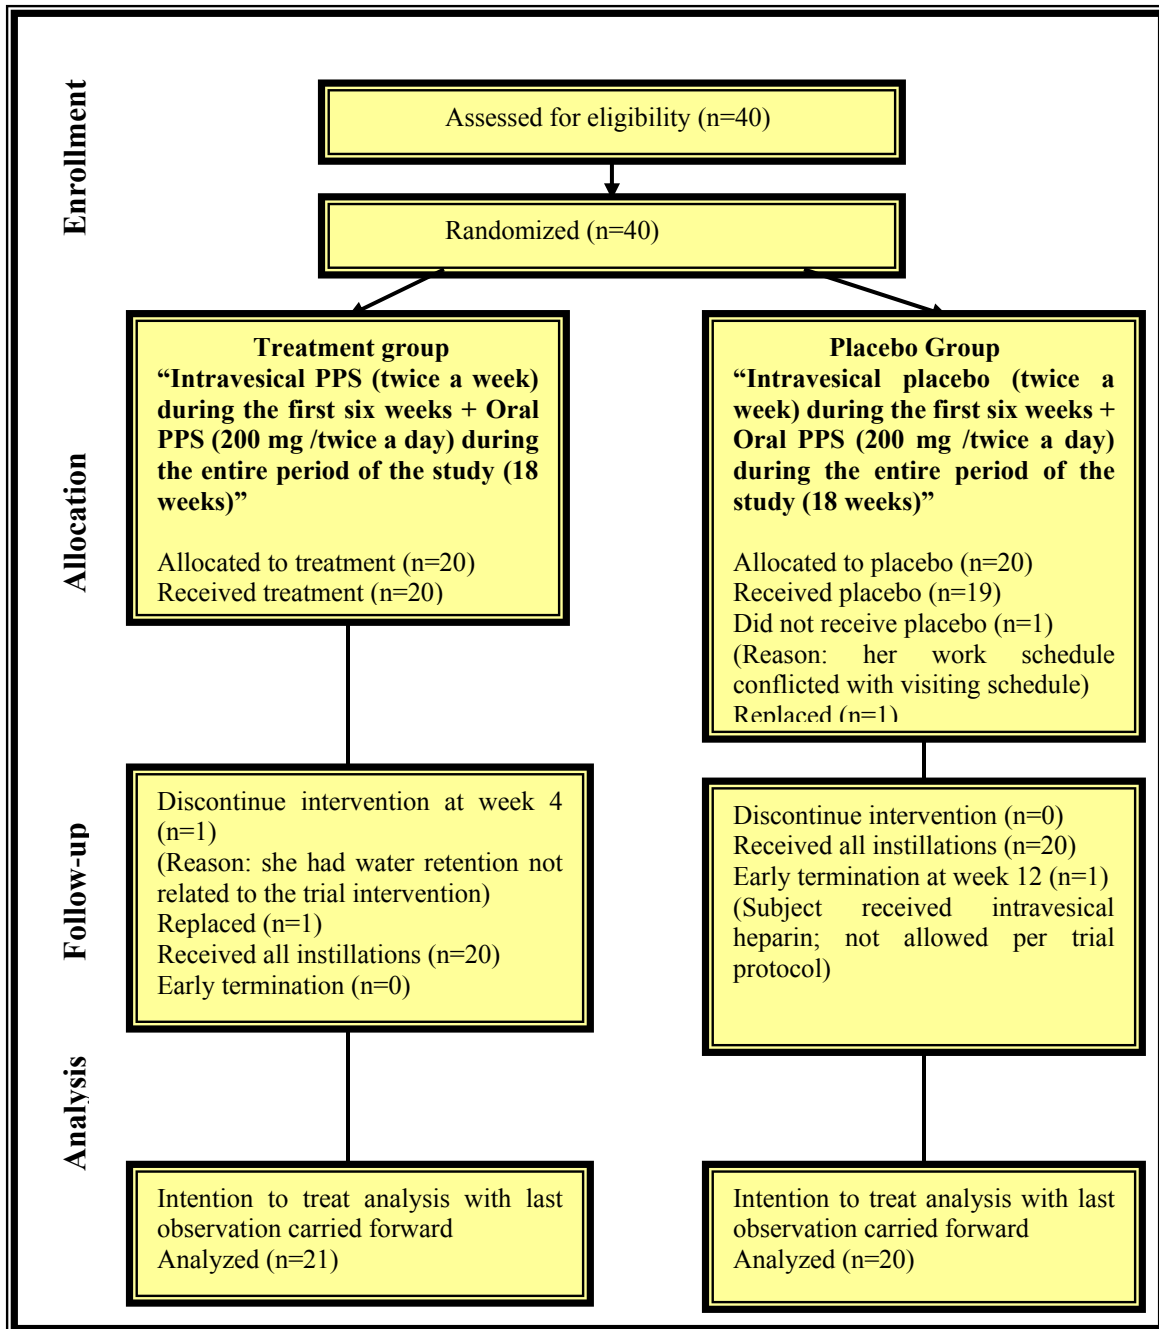 Enrollment
Assessed for eligibility (n=40)
Randomized (n=40)
Allocation
Treatment group
“Intravesical PPS (twice a week)
during the first six weeks + Oral
PPS (200 mg /twice a day) during
the entire period of the study (18
weeks)”
Allocated to treatment (n=20)
Received treatment (n=20)
Placebo Group
“Intravesical placebo (twice a
week) during the first six weeks +
Oral PPS (200 mg /twice a day)
during the entire period of the
study (18 weeks)”
Allocated to placebo (n=20)
Received placebo (n=19)
Did not receive placebo (n=1)
(Reason: her work schedule
conflicted with visiting schedule)
Replaced (n=1)
Follow-up
Discontinue intervention at week 4
(n=1)
(Reason: she had water retention not
related to the trial intervention)
Replaced (n=1)
Received all instillations (n=20)
Early termination (n=0)
Discontinue intervention (n=0)
Received all instillations (n=20)
Early termination at week 12 (n=1)
(Subject received intravesical
heparin; not allowed per trial
protocol)
Analysis
Intention to treat analysis with last
observation carried forward
Analyzed (n=21)
Intention to treat analysis with last
observation carried forward
Analyzed (n=20)